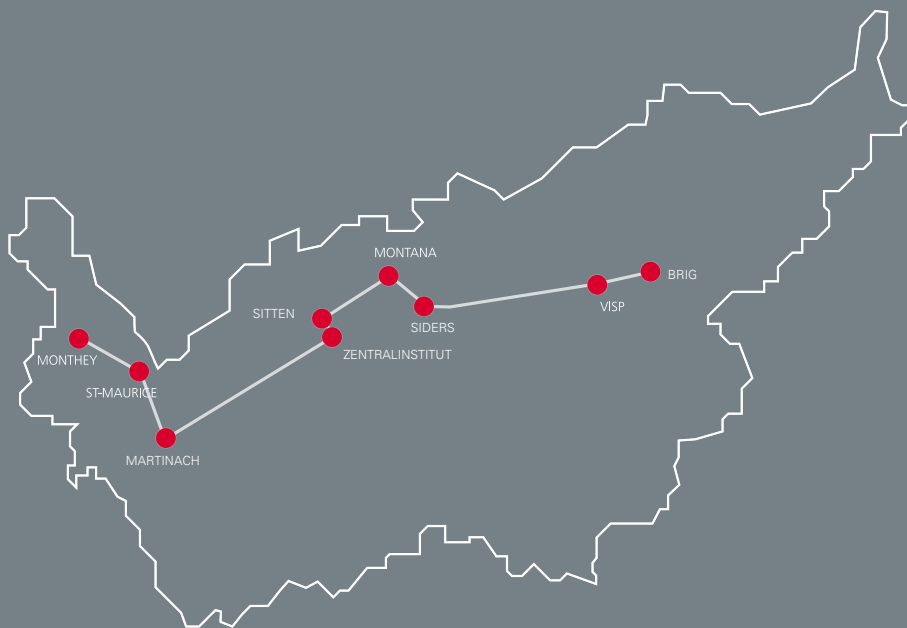 MONTANA
BRIG
VISP
SITTEN
SIDERS
ZENTRALINSTITUT
MONTHEY
ST-MAURICE
MARTINACH